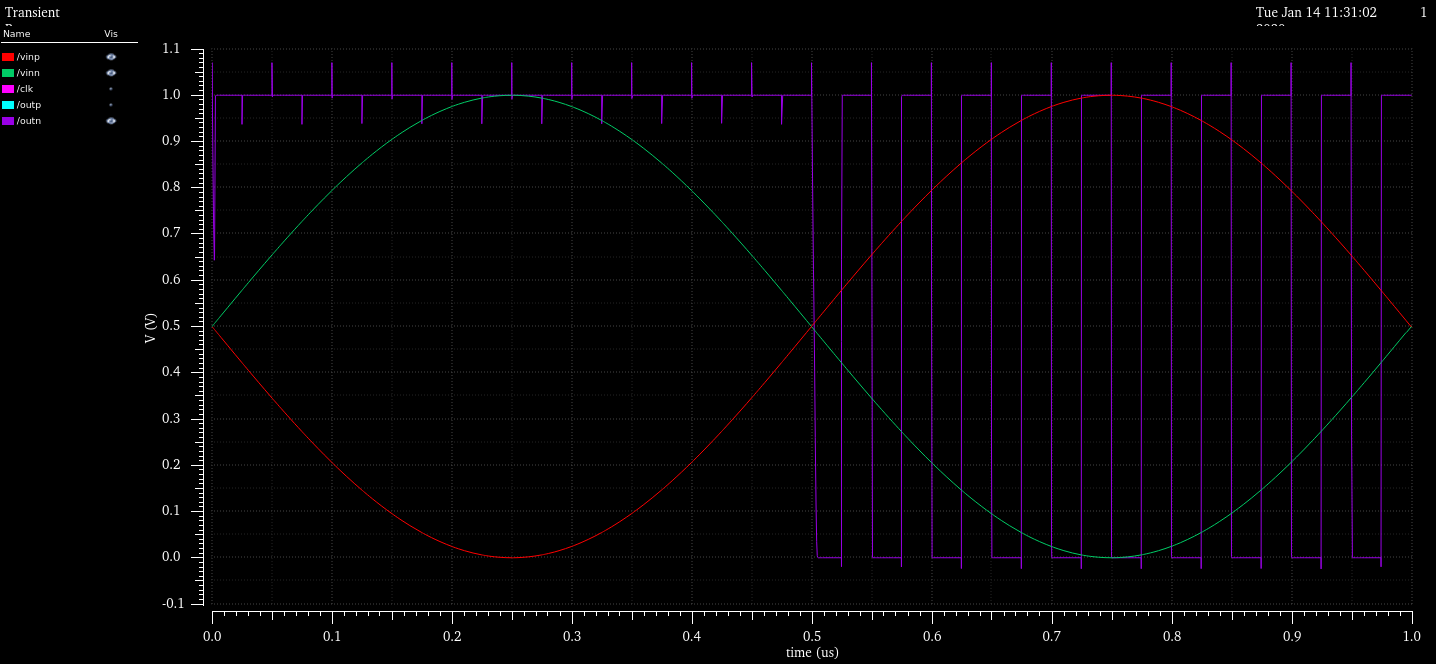 Transient
Tue Jan 14 11:31:02
1
Name Vis
/vinp
/vinn
/clk
/outp
/outn
1.1
1.0
0.9
0.8
0.7
0.6
0.5
0.4
0.3
0.2
0.1
0.0
-0.1
V (V)
0.0 0.1 0.2 0.3 0.4 0.5 0.6 0.7 0.8 0.9 1.0
time (us)